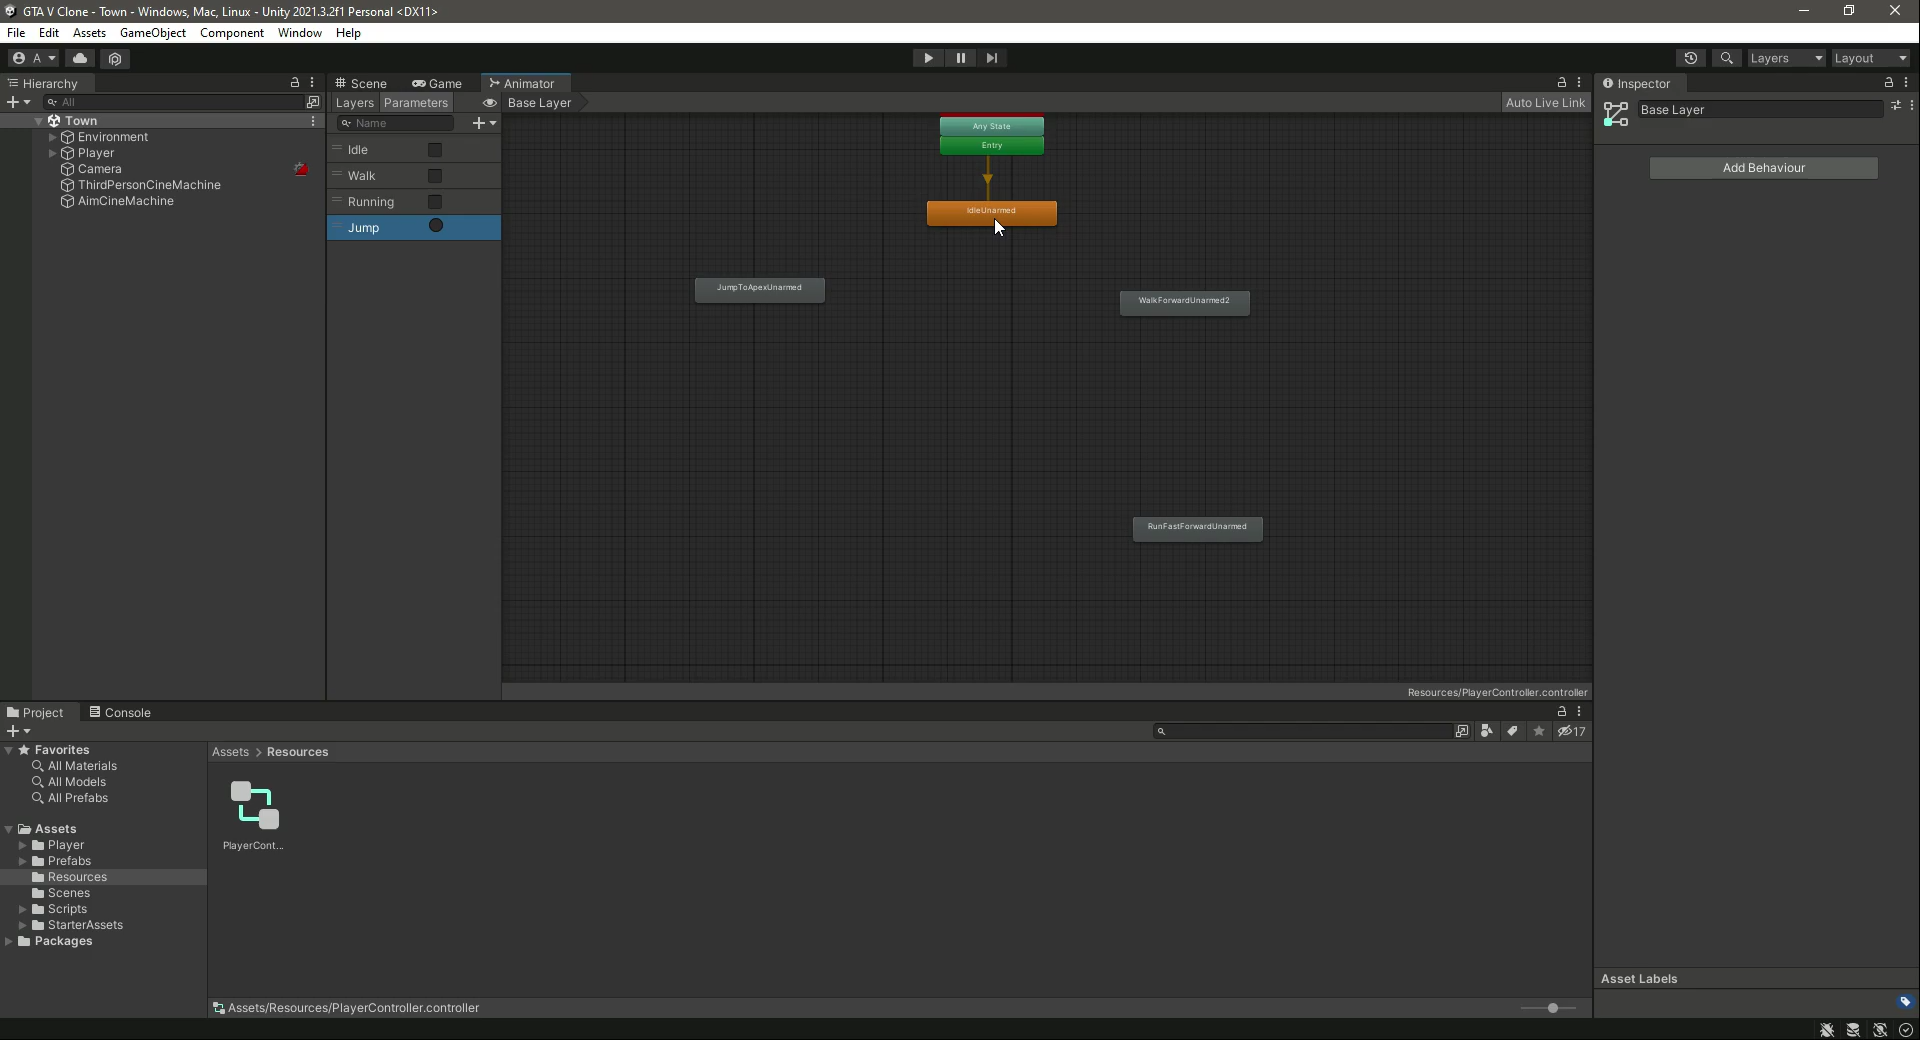 GTA V Clone - Town - Windows, Mac, Linux - Unity 2021.3.2f1 Personal <DX11>
File Edit Assets GameObject Component Window Help
A Layers Layout
Hierarchy Scene Game Animator Inspector
All Layers Parameters Base Layer Auto Live Link Base Layer
Town Name
Environment
Player
Camera
ThirdPersonCineMachine
AimCineMachine
Idle
Walk
Running
Jump
Any State
Entry
IdleUnarmed
JumpToApexUnarmed
WalkForwardUnarmed2
RunFastForwardUnarmed
Add Behaviour
Resources/PlayerController.controller
Project Console
17
Favorites
All Materials
All Models
All Prefabs
Assets
Player
Prefabs
Resources
Scenes
Scripts
StarterAssets
Packages
Assets > Resources
PlayerCont...
Assets/Resources/PlayerController.controller
Asset Labels